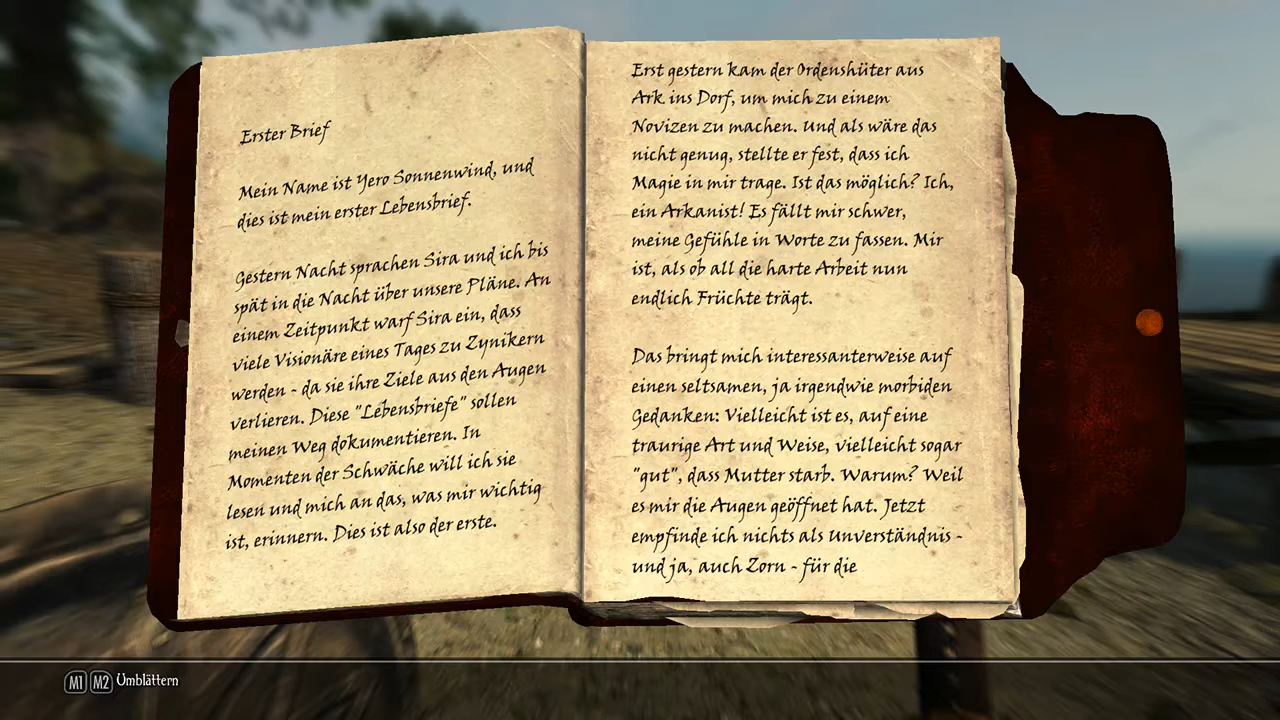 Erster Brief
Mein Name ist Yero Sonnenwind, und
dies ist mein erster Lebensbrief.
Gestern Nacht sprachen Sira und ich bis
spät in die Nacht über unsere Pläne. An
einem Zeitpunkt warf Sira ein, dass
viele Visionäre eines Tages zu Zynikern
werden - da sie ihre Ziele aus den Augen
verlieren. Diese "Lebensbriefe" sollen
meinen Weg dokumentieren. In
Momenten der Schwäche will ich sie
lesen und mich an das, was mir wichtig
ist, erinnern. Dies ist also der erste.
Erst gestern kam der Ordenshüter aus
Ark ins Dorf, um mich zu einem
Novizen zu machen. Und als wäre das
nicht genug, stellte er fest, dass ich
Magie in mir trage. Ist das möglich? Ich,
ein Arkanist! Es fällt mir schwer,
meine Gefühle in Worte zu fassen. Mir
ist, als ob all die harte Arbeit nun
endlich Früchte trägt.
Das bringt mich interessanterweise auf
einen seltsamen, ja irgendwie morbiden
Gedanken: Vielleicht ist es, auf eine
traurige Art und Weise, vielleicht sogar
"gut", dass Mutter starb. Warum? Weil
es mir die Augen geöffnet hat. Jetzt
empfinde ich nichts als Unverständnis -
und ja, auch Zorn - für die
M1 M2 Umblättern